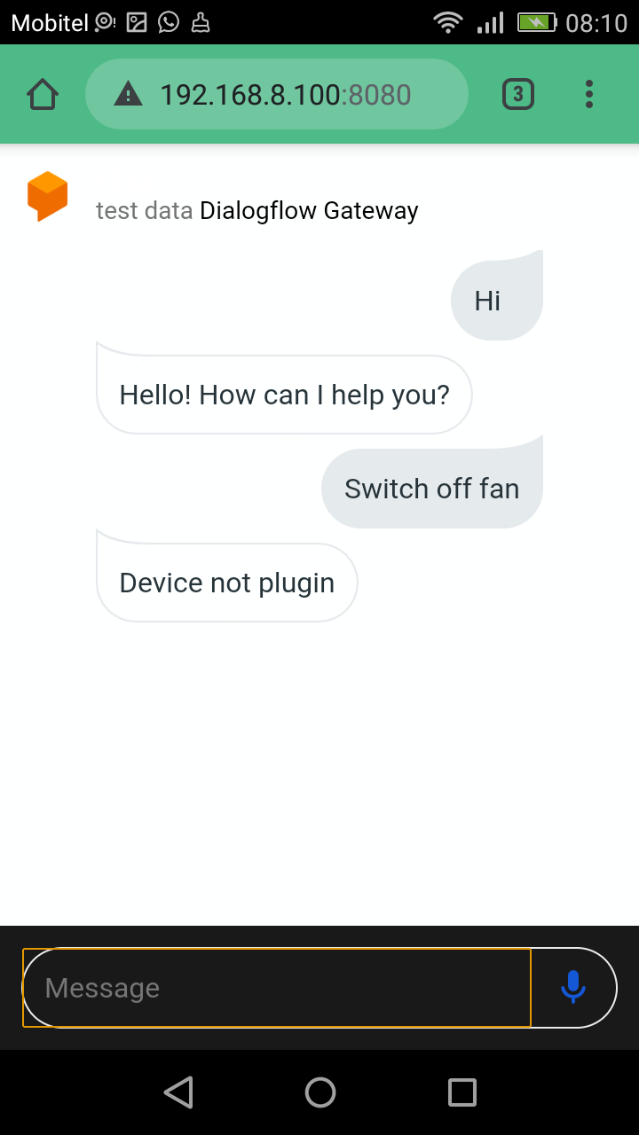 Mobitel 08:10
192.168.8.100:8080 3
test data Dialogflow Gateway
Hi
Hello! How can I help you?
Switch off fan
Device not plugin
Message